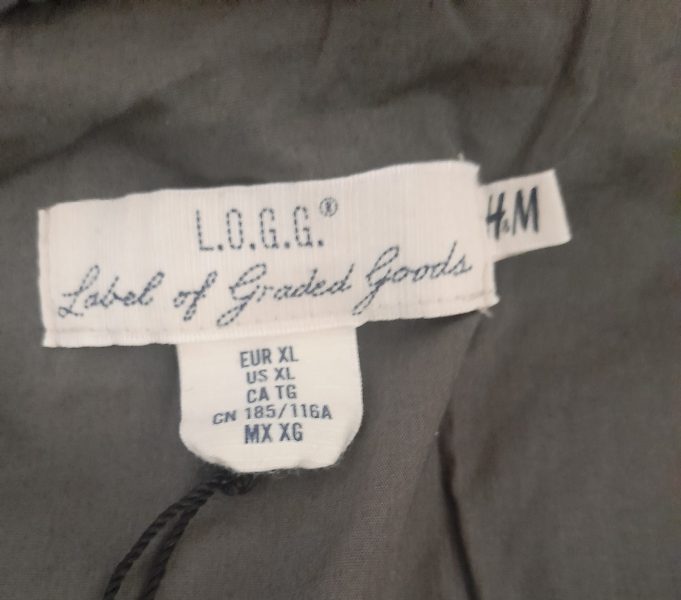 L.O.G.G.®
Label of Graded Goods
H&M
EUR XL
US XL
CA TG
CN 185/116A
MX XG